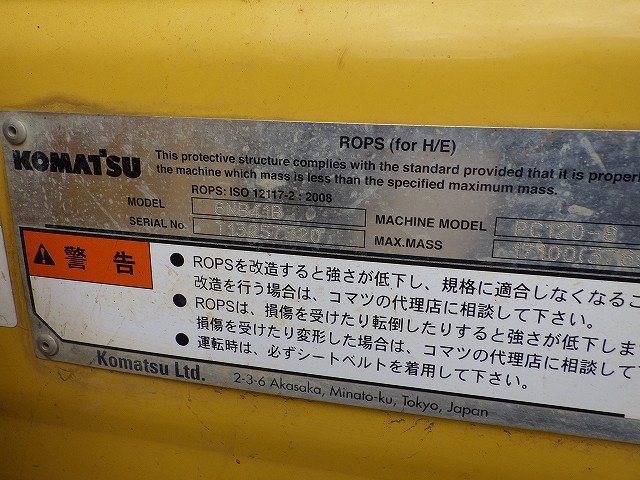 ROPS (for H/E)
KOMATSU
This protective structure complies with the standard provided that it is
the machine which mass is less than the specified maximum mass.
ROPS: ISO 12117-2 : 2008
MODEL
MACHINE MODEL
SERIAL No.
MAX.MASS
警告
● ROPSを改造すると強さが低下し、規格に適合しなくなるこ
改造を行う場合は、コマツの代理店に相談して下さい。
● ROPSは、損傷を受けたり転倒したりすると強さが低下しま
損傷を受けたり変形した場合は、コマツの代理店に相談して
● 運転時は、必ずシートベルトを着用して下さい。
Komatsu Ltd.
2-3-6 Akasaka, Minato-ku, Tokyo, Japan